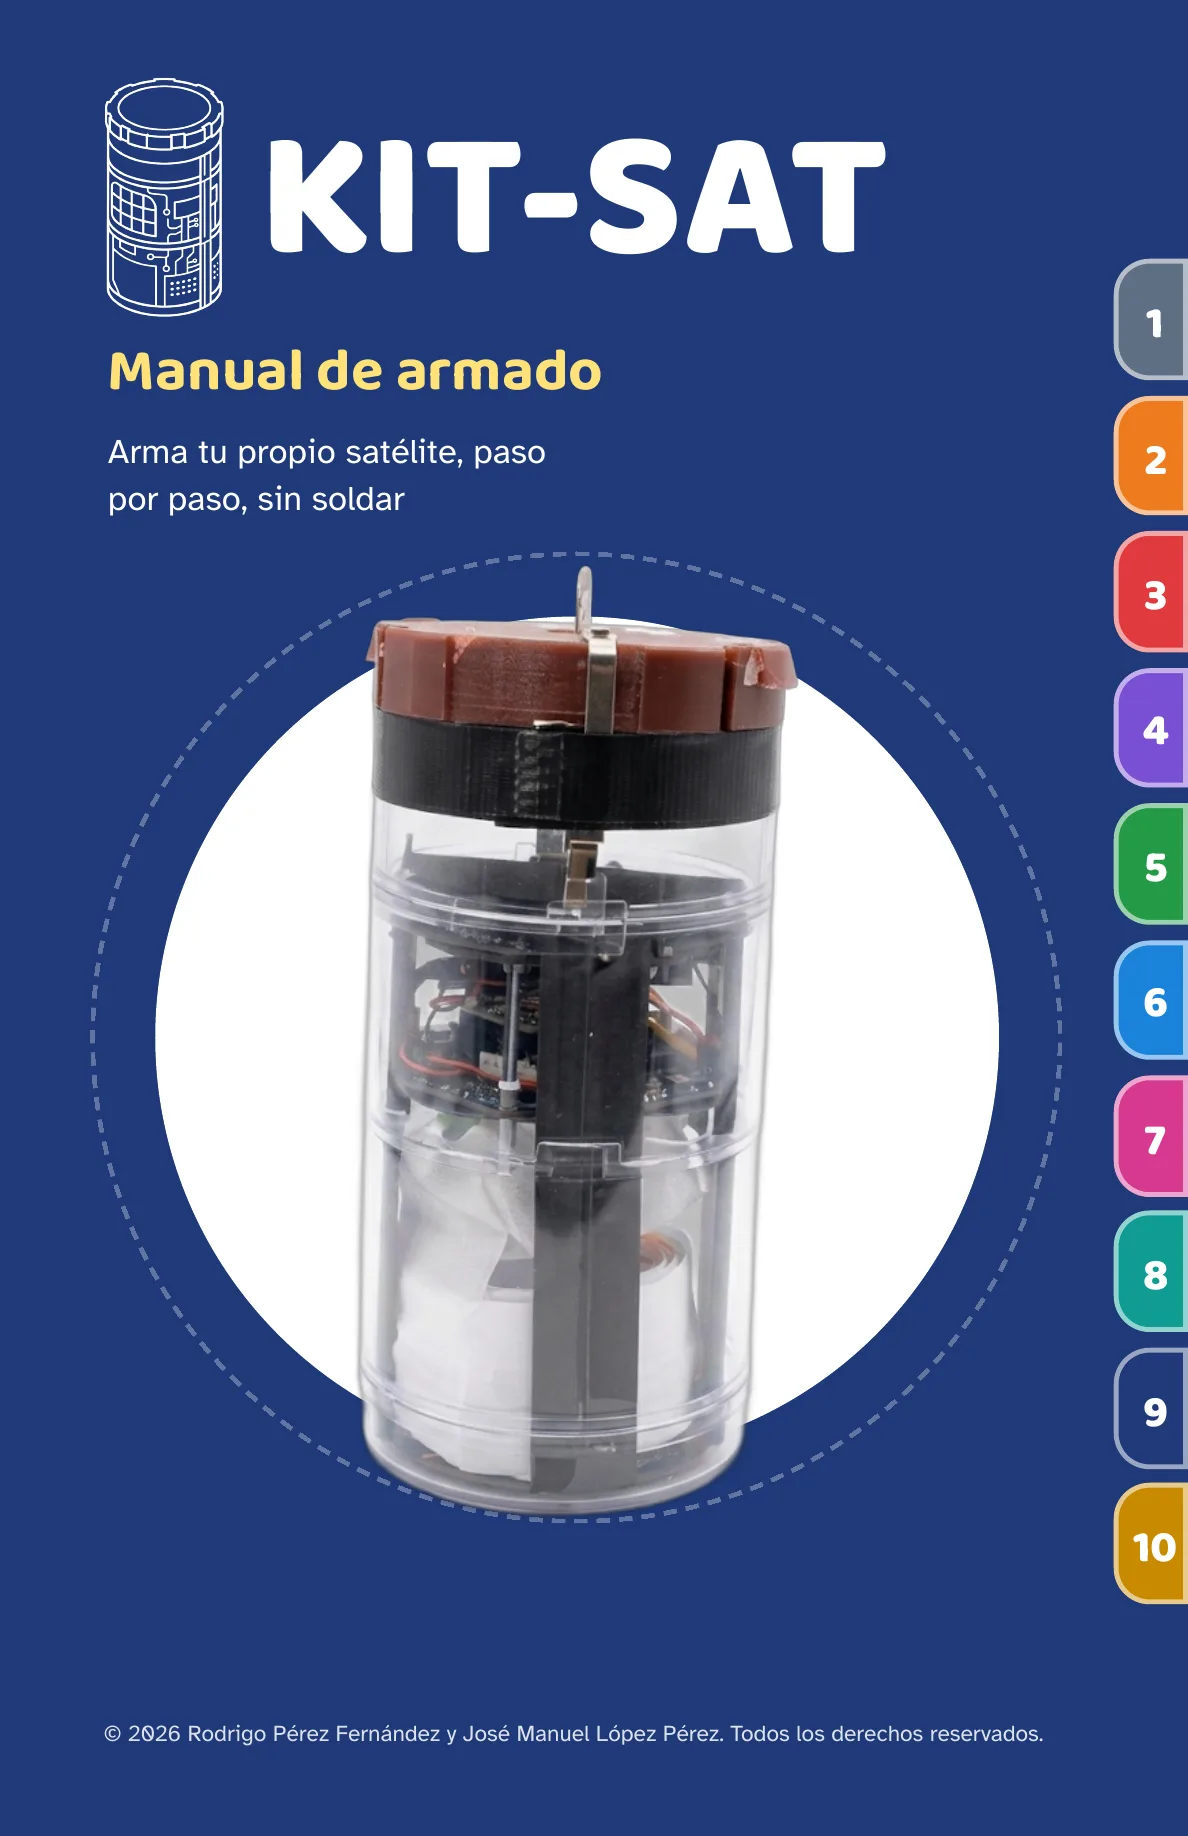 KIT-SAT
Manual de armado
Arma tu propio satélite, paso
por paso, sin soldar
1
2
3
4
5
6
7
8
9
10
© 2026 Rodrigo Pérez Fernández y José Manuel López Pérez. Todos los derechos reservados.